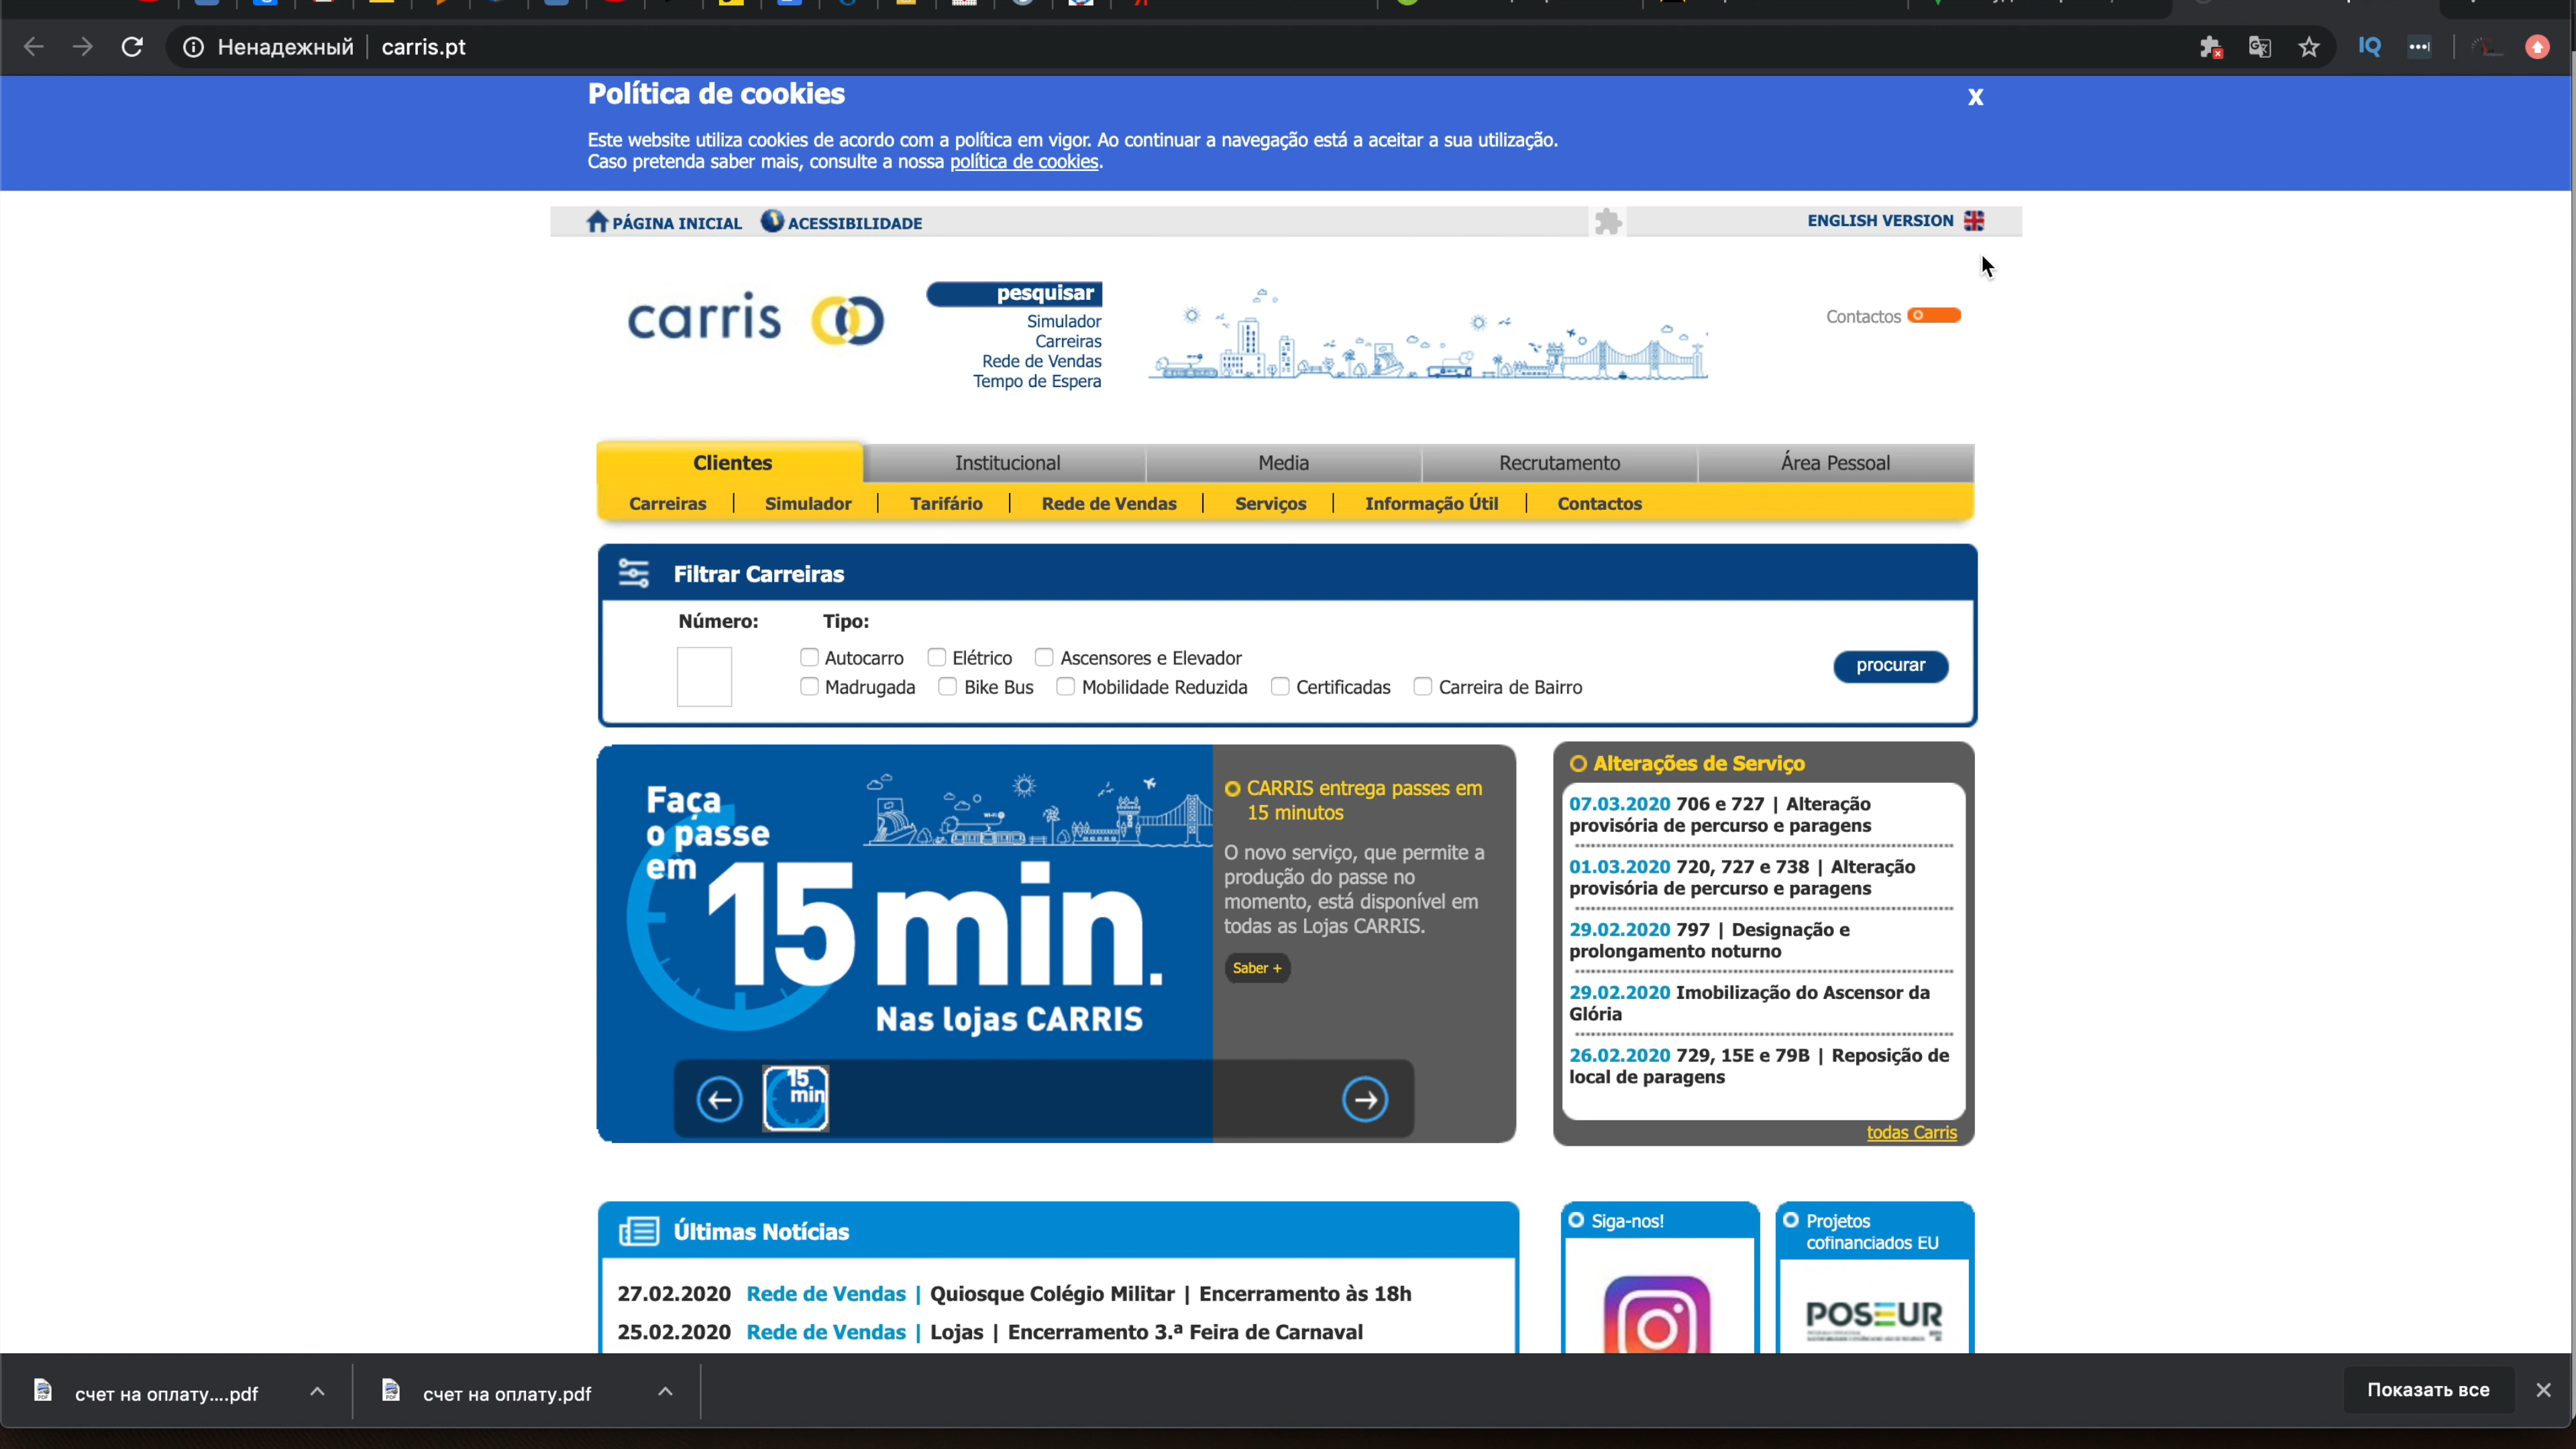 Ненадежный carris.pt
IQ
Política de cookies
X
Este website utiliza cookies de acordo com a política em vigor. Ao continuar a navegação está a aceitar a sua utilização.
Caso pretenda saber mais, consulte a nossa política de cookies.
PÁGINA INICIAL ACESSIBILIDADE
ENGLISH VERSION
carris
pesquisar
Simulador
Carreiras
Rede de Vendas
Tempo de Espera
Contactos
Clientes Institucional Media Recrutamento Área Pessoal
Carreiras | Simulador | Tarifário | Rede de Vendas | Serviços | Informação Útil | Contactos
Filtrar Carreiras
Número: Tipo:
Autocarro Elétrico Ascensores e Elevador
Madrugada Bike Bus Mobilidade Reduzida Certificadas Carreira de Bairro
procurar
Faça
o passe
em
15 min.
Nas lojas CARRIS
15
min
CARRIS entrega passes em
15 minutos
O novo serviço, que permite a
produção do passe no
momento, está disponível em
todas as Lojas CARRIS.
Saber +
Alterações de Serviço
07.03.2020 706 e 727 | Alteração
provisória de percurso e paragens
01.03.2020 720, 727 e 738 | Alteração
provisória de percurso e paragens
29.02.2020 797 | Designação e
prolongamento noturno
29.02.2020 Imobilização do Ascensor da
Glória
26.02.2020 729, 15E e 79B | Reposição de
local de paragens
todas Carris
Últimas Notícias
27.02.2020 Rede de Vendas | Quiosque Colégio Militar | Encerramento às 18h
25.02.2020 Rede de Vendas | Lojas | Encerramento 3.ª Feira de Carnaval
Siga-nos!
Projetos
cofinanciados EU
POSEUR
счет на оплату....pdf
счет на оплату.pdf
Показать все